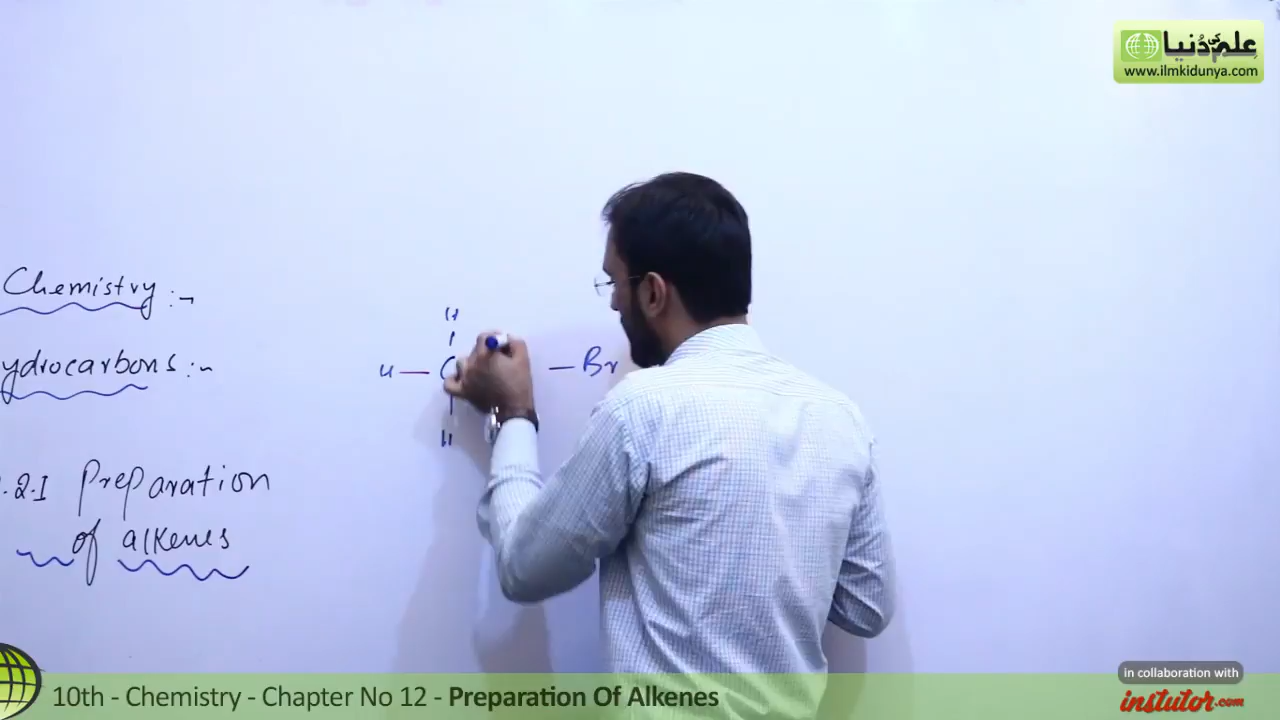 علم کی دُنیا
www.ilmkidunya.com
Chemistry :-
ydrocarbons :-
.2.1 Preparation
of alkenes
H
H — C — Br
H
in collaboration with
instutor.com
10th - Chemistry - Chapter No 12 - Preparation Of Alkenes